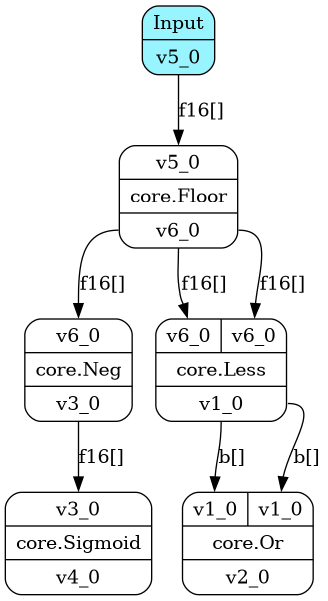 Input
v5_0
f16[]
v5_0
core.Floor
v6_0
f16[] f16[] f16[]
v6_0 v6_0 v6_0
core.Neg core.Less
v3_0 v1_0
f16[] b[] b[]
v3_0 v1_0 v1_0
core.Sigmoid core.Or
v4_0 v2_0